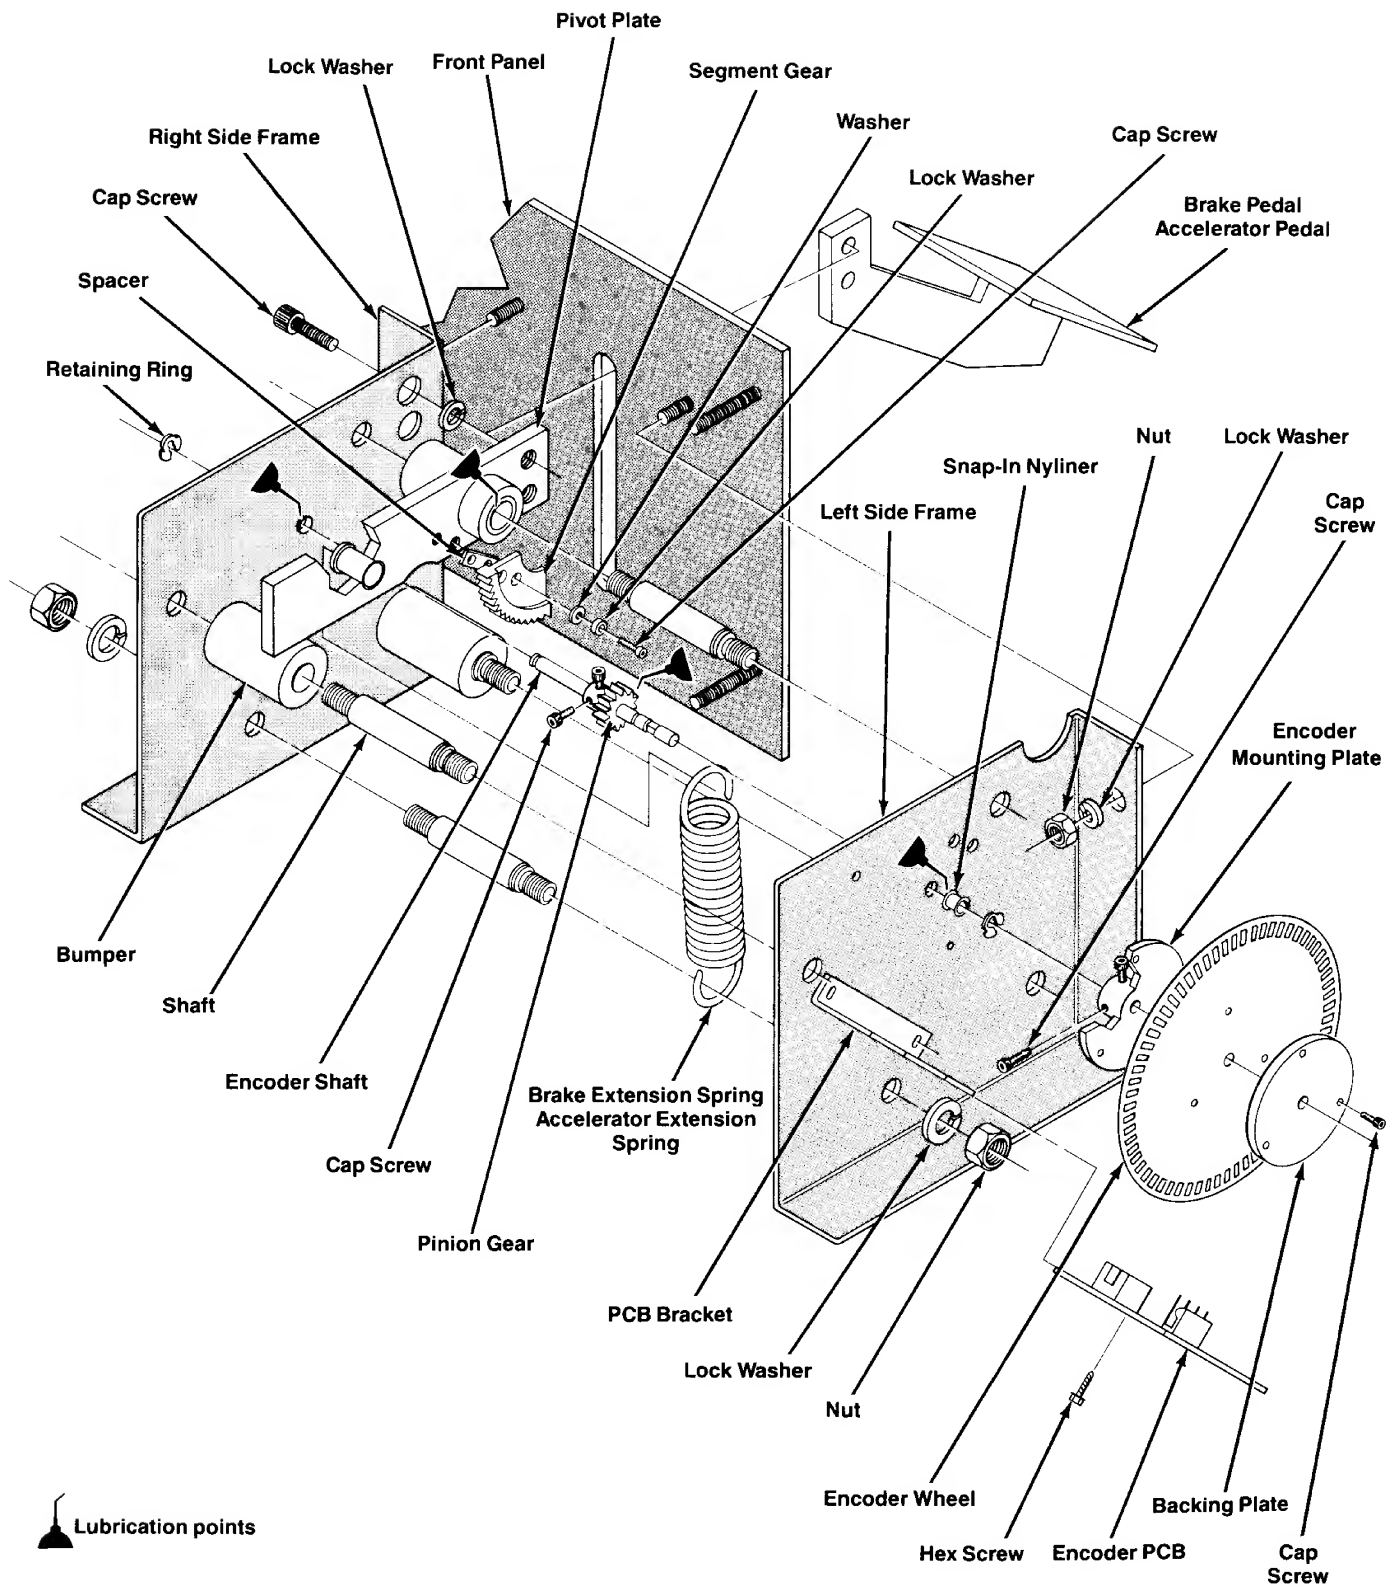 Pivot Plate
Lock Washer
Front Panel
Segment Gear
Washer
Right Side Frame
Cap Screw
Lock Washer
Cap Screw
Brake Pedal
Accelerator Pedal
Spacer
Retaining Ring
Nut
Lock Washer
Snap-In Nyliner
Cap
Screw
Left Side Frame
Encoder
Mounting Plate
Bumper
Shaft
Encoder Shaft
Brake Extension Spring
Accelerator Extension
Spring
Cap Screw
Pinion Gear
PCB Bracket
Lock Washer
Nut
Encoder Wheel
Backing Plate
Hex Screw
Encoder PCB
Cap
Screw
Lubrication points